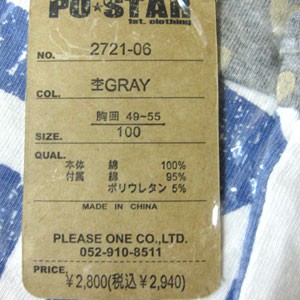 PO★STAR
1st. clothing
NO. 2721-06
COL. 杢GRAY
胸囲 49~55
SIZE. 100
QUAL.
本体 綿 100%
付属 綿 95%
ポリウレタン 5%
MADE IN CHINA
PLEASE ONE CO.,LTD.
052-910-8511
PRICE.
¥2,800(税込¥2,940)